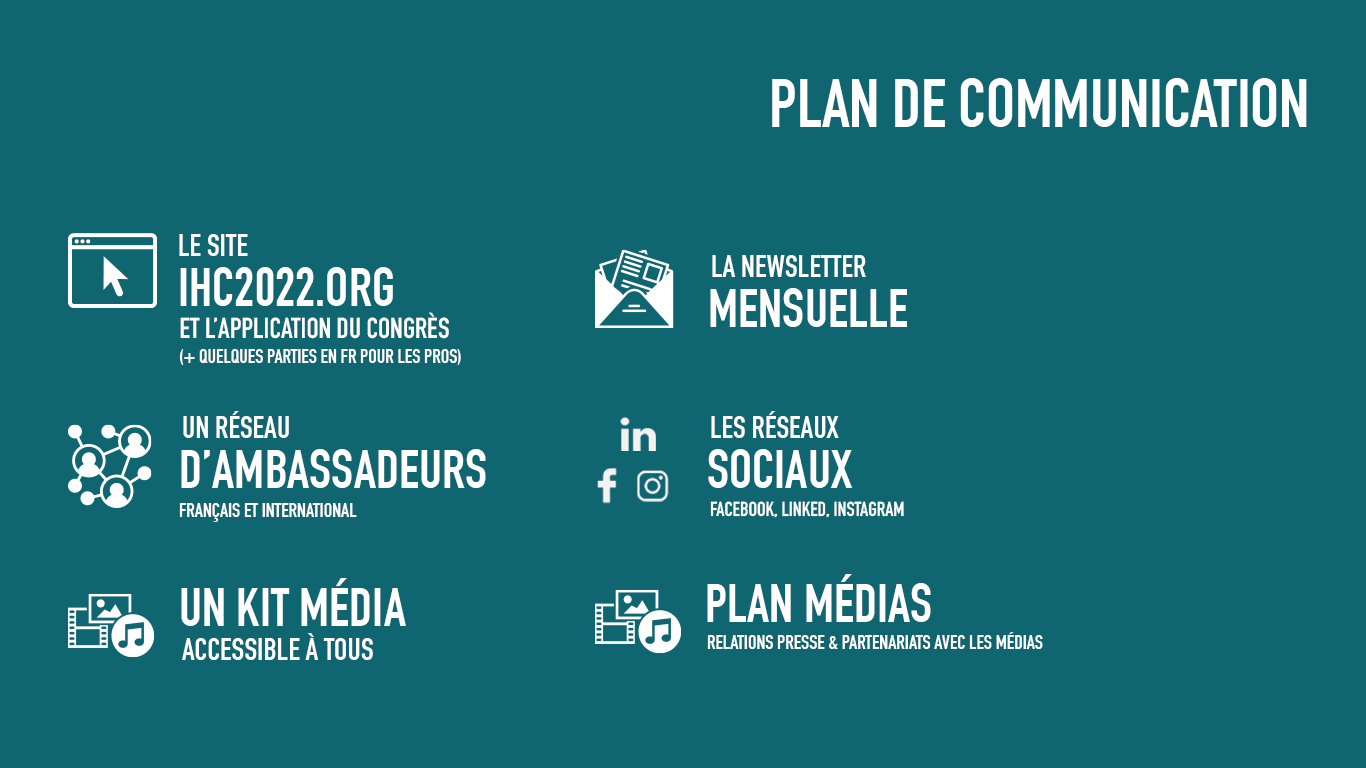 PLAN DE COMMUNICATION
LE SITE
IHC2022.ORG
ET L'APPLICATION DU CONGRÈS
(+ QUELQUES PARTIES EN FR POUR LES PROS)
LA NEWSLETTER
MENSUELLE
UN RÉSEAU
D'AMBASSADEURS
FRANÇAIS ET INTERNATIONAL
LES RÉSEAUX
SOCIAUX
FACEBOOK, LINKED, INSTAGRAM
UN KIT MÉDIA
ACCESSIBLE À TOUS
PLAN MÉDIAS
RELATIONS PRESSE & PARTENARIATS AVEC LES MÉDIAS